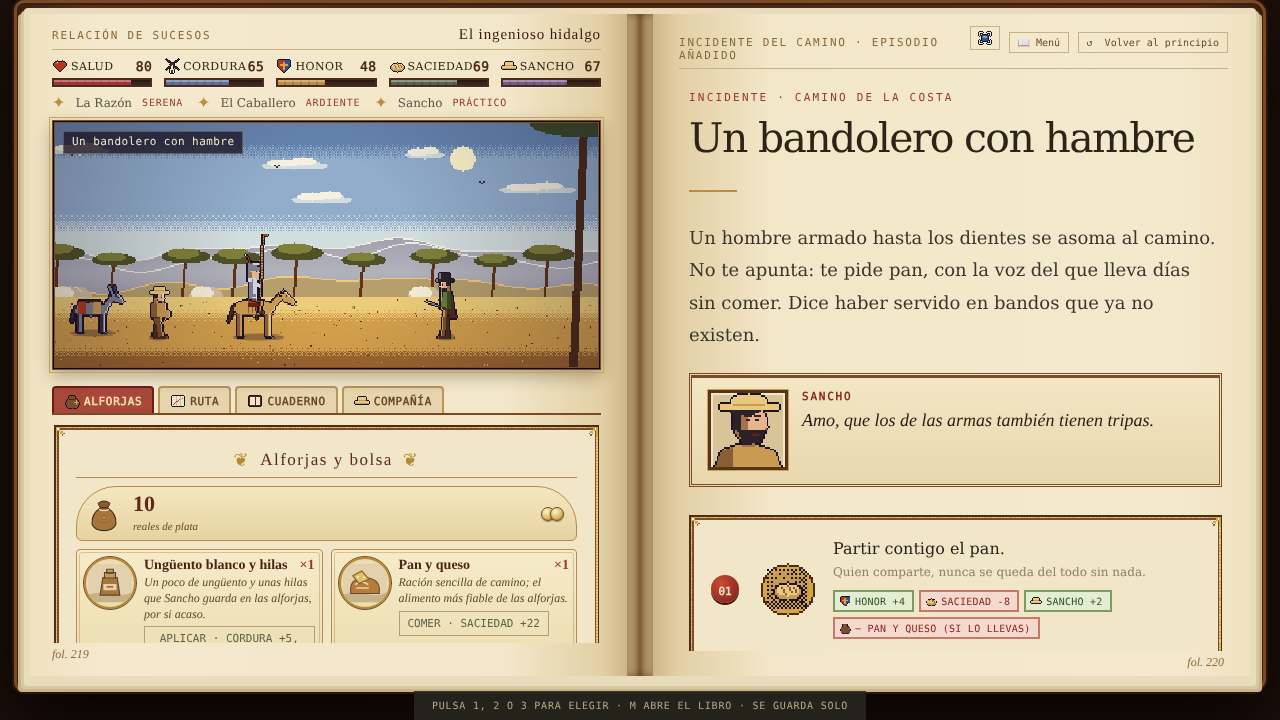 RELACIÓN DE SUCESOS
El ingenioso hidalgo
SALUD 80
CORDURA 65
HONOR 48
SACIEDAD 69
SANCHO 67
La Razón SERENA
El Caballero ARDIENTE
Sancho PRÁCTICO
Un bandolero con hambre
ALFORJAS
RUTA
CUADERNO
COMPAÑÍA
Alforjas y bolsa
10
reales de plata
Ungüento blanco y hilas ×1
Un poco de ungüento y unas hilas
que Sancho guarda en las alforjas,
por si acaso.
APLICAR · CORDURA +5,
Pan y queso ×1
Ración sencilla de camino; el
alimento más fiable de las alforjas.
COMER · SACIEDAD +22
fol. 219
INCIDENTE DEL CAMINO · EPISODIO
AÑADIDO
📖 Menú
↺ Volver al principio
INCIDENTE · CAMINO DE LA COSTA
Un bandolero con hambre
Un hombre armado hasta los dientes se asoma al camino.
No te apunta: te pide pan, con la voz del que lleva días
sin comer. Dice haber servido en bandos que ya no
existen.
SANCHO
Amo, que los de las armas también tienen tripas.
01
Partir contigo el pan.
Quien comparte, nunca se queda del todo sin nada.
HONOR +4
SACIEDAD -8
SANCHO +2
− PAN Y QUESO (SI LO LLEVAS)
fol. 220
PULSA 1, 2 O 3 PARA ELEGIR · M ABRE EL LIBRO · SE GUARDA SOLO